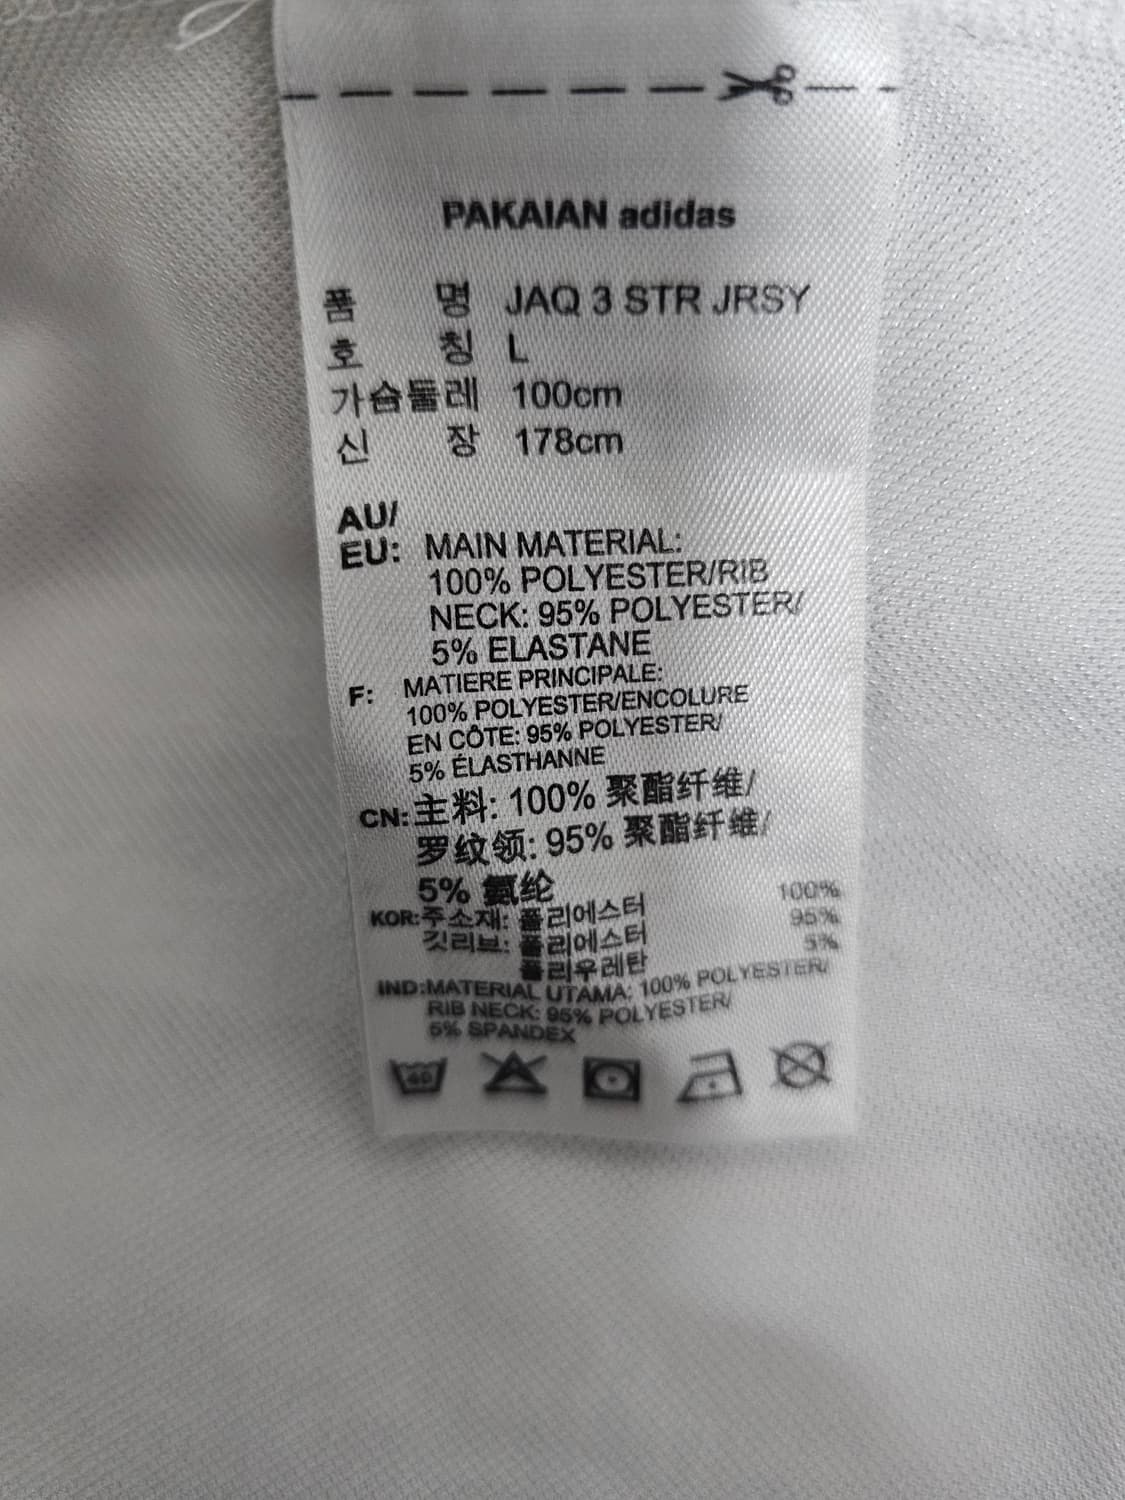 PAKAIAN adidas
품 명 JAQ 3 STR JRSY
호 칭 L
가슴둘레 100cm
신 장 178cm
AU/
EU: MAIN MATERIAL:
100% POLYESTER/RIB
NECK: 95% POLYESTER/
5% ELASTANE
F: MATIERE PRINCIPALE:
100% POLYESTER/ENCOLURE
EN CÔTE: 95% POLYESTER/
5% ÉLASTHANNE
CN: 主料: 100% 聚酯纤维/
罗纹领: 95% 聚酯纤维/
5% 氨纶
KOR: 주소재: 폴리에스터 100%
깃리브: 폴리에스터 95%
폴리우레탄 5%
IND: MATERIAL UTAMA: 100% POLYESTER/
RIB NECK: 95% POLYESTER/
5% SPANDEX
40